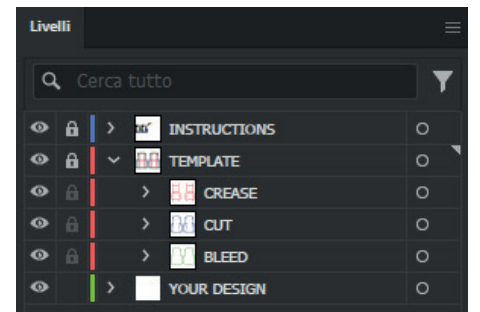 Livelli
Cerca tutto
INSTRUCTIONS
TEMPLATE
CREASE
CUT
BLEED
YOUR DESIGN